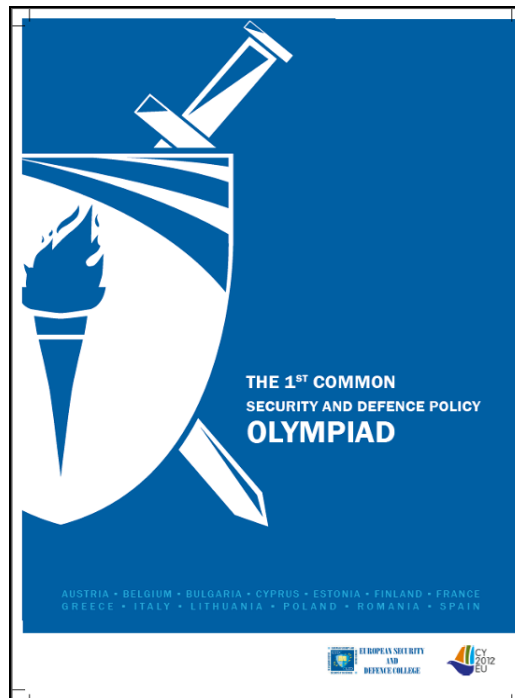 THE 1ST COMMON
SECURITY AND DEFENCE POLICY
OLYMPIAD
AUSTRIA • BELGIUM • BULGARIA • CYPRUS • ESTONIA • FINLAND • FRANCE
GREECE • ITALY • LITHUANIA • POLAND • ROMANIA • SPAIN
EUROPEAN SECURITY
AND
DEFENCE COLLEGE
CY
2012
EU